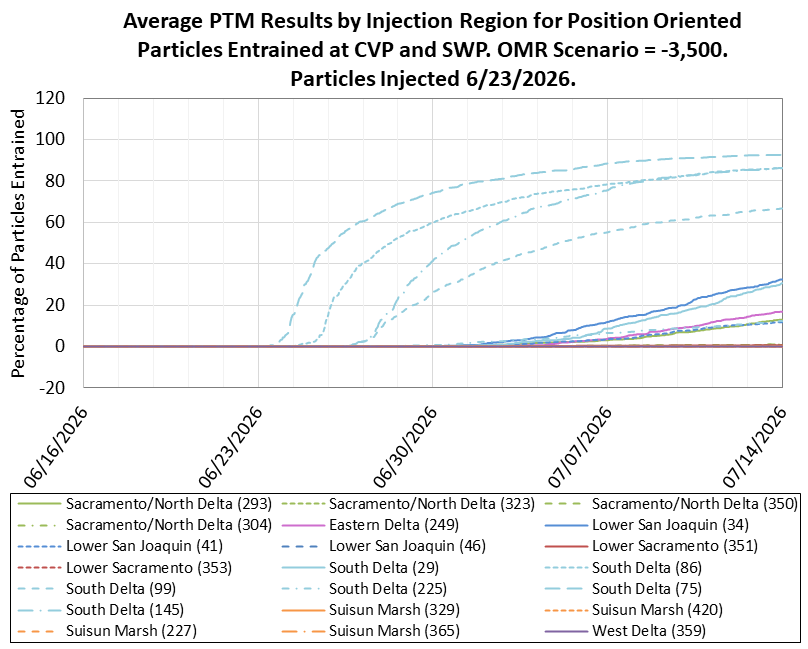 Average PTM Results by Injection Region for Position Oriented
Particles Entrained at CVP and SWP. OMR Scenario = -3,500.
Particles Injected 6/23/2026.
Percentage of Particles Entrained
120
100
80
60
40
20
0
-20
06/16/2026
06/23/2026
06/30/2026
07/07/2026
07/14/2026
Sacramento/North Delta (293)
Sacramento/North Delta (323)
Sacramento/North Delta (350)
Sacramento/North Delta (304)
Eastern Delta (249)
Lower San Joaquin (34)
Lower San Joaquin (41)
Lower San Joaquin (46)
Lower Sacramento (351)
Lower Sacramento (353)
South Delta (29)
South Delta (86)
South Delta (99)
South Delta (225)
South Delta (75)
South Delta (145)
Suisun Marsh (329)
Suisun Marsh (420)
Suisun Marsh (227)
Suisun Marsh (365)
West Delta (359)